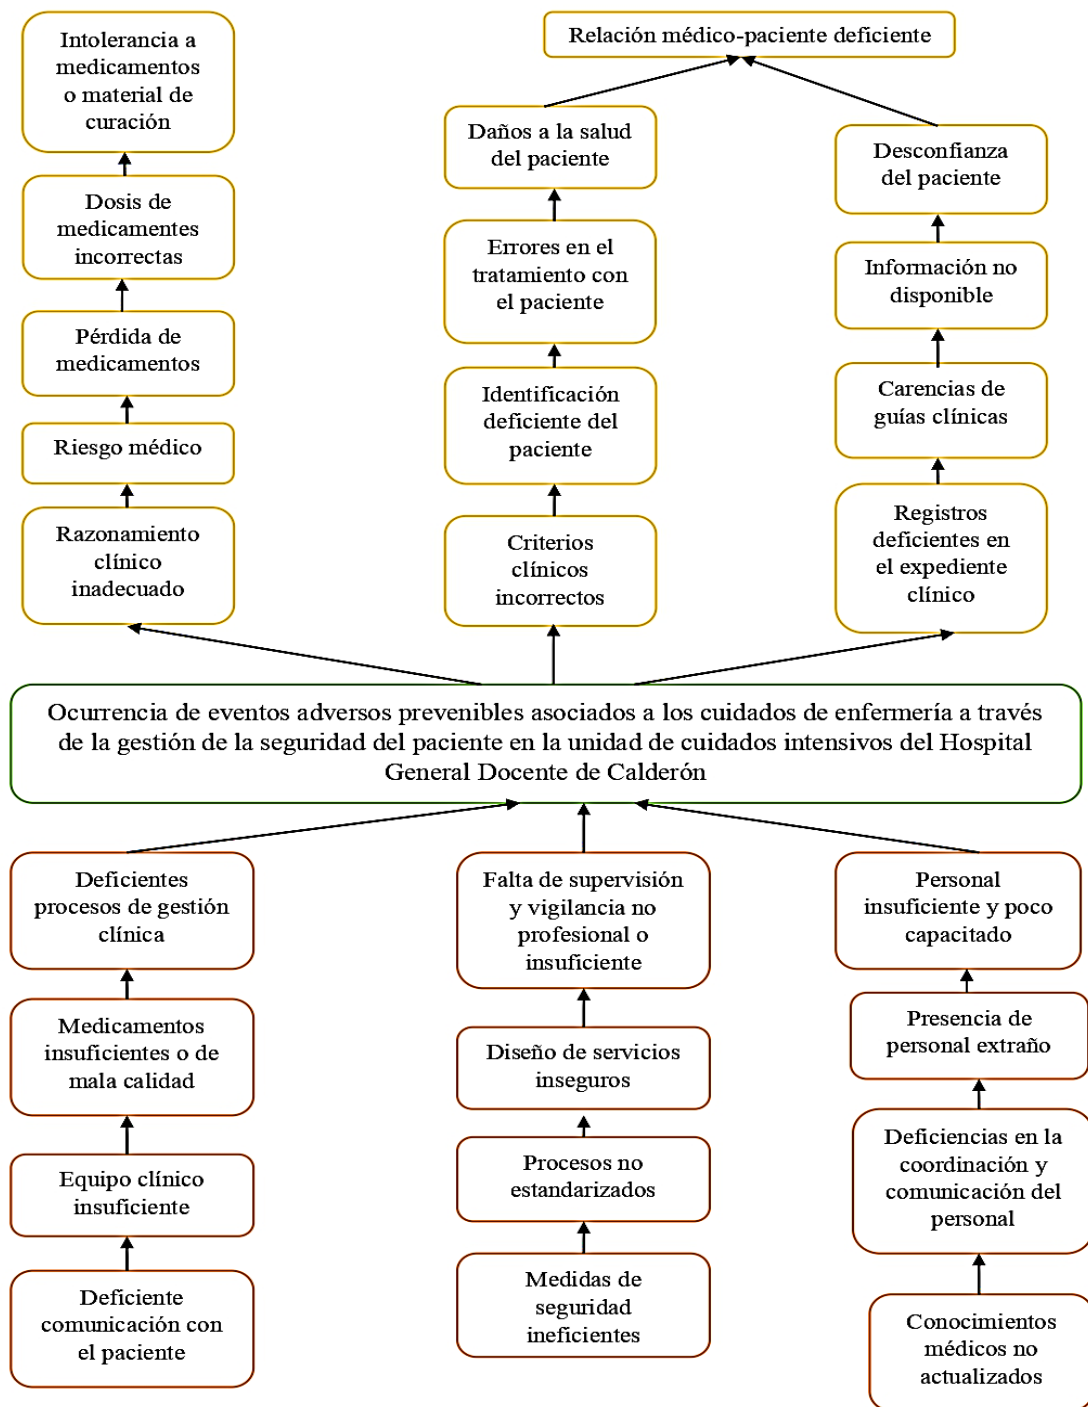 Intolerancia a
medicamentos
o material de
curación
Relación médico-paciente deficiente
Daños a la salud
del paciente
Desconfianza
del paciente
Dosis de
medicamentes
incorrectas
Errores en el
tratamiento con
el paciente
Información no
disponible
Pérdida de
medicamentos
Identificación
deficiente del
paciente
Carencias de
guías clínicas
Riesgo médico
Razonamiento
clínico
inadecuado
Criterios
clínicos
incorrectos
Registros
deficientes en
el expediente
clínico
Ocurrencia de eventos adversos prevenibles asociados a los cuidados de enfermería a través
de la gestión de la seguridad del paciente en la unidad de cuidados intensivos del Hospital
General Docente de Calderón
Deficientes
procesos de gestión
clínica
Falta de supervisión
y vigilancia no
profesional o
insuficiente
Personal
insuficiente y poco
capacitado
Medicamentos
insuficientes o de
mala calidad
Diseño de servicios
inseguros
Presencia de
personal extraño
Equipo clínico
insuficiente
Procesos no
estandarizados
Deficiencias en la
coordinación y
comunicación del
personal
Deficiente
comunicación con
el paciente
Medidas de
seguridad
ineficientes
Conocimientos
médicos no
actualizados